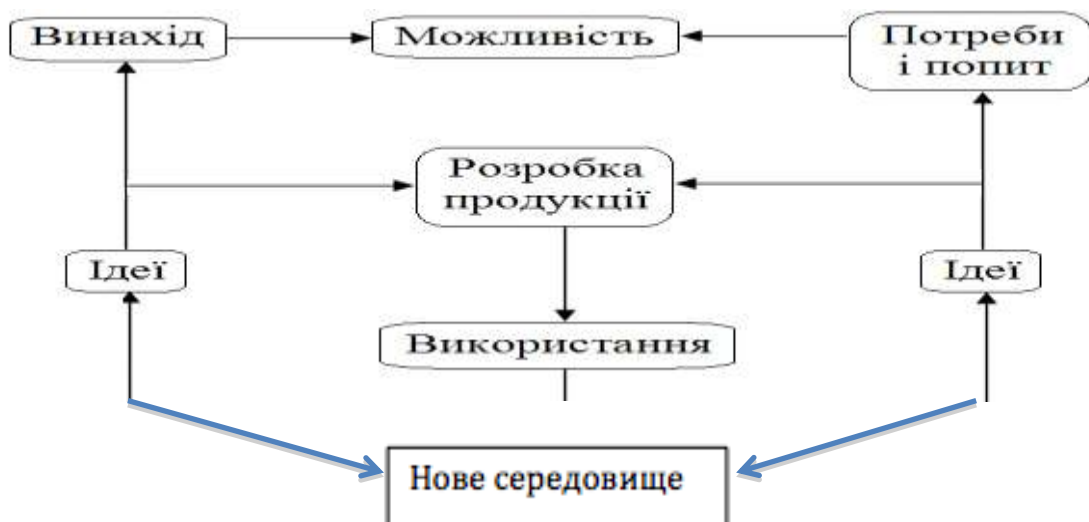 Винахід
Можливість
Потреби
і попит
Розробка
продукції
Ідеї
Ідеї
Використання
Нове середовище